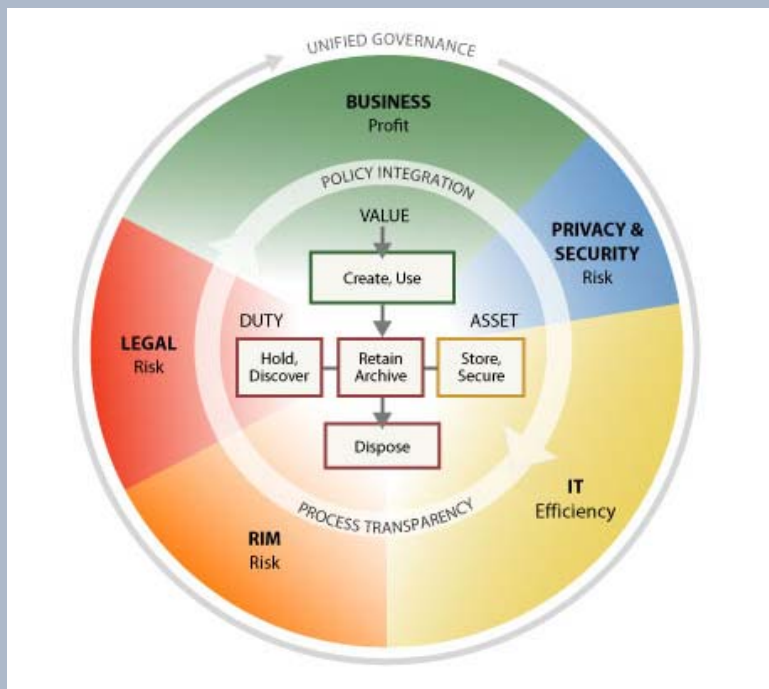 UNIFIED GOVERNANCE
BUSINESS
Profit
POLICY INTEGRATION
VALUE
PRIVACY &
SECURITY
Risk
Create, Use
DUTY
ASSET
LEGAL
Risk
Hold,
Discover
Retain
Archive
Store,
Secure
Dispose
IT
Efficiency
PROCESS TRANSPARENCY
RIM
Risk